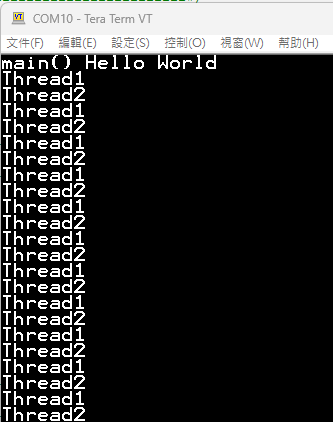 COM10 - Tera Term VT
文件(F) 編輯(E) 設定(S) 控制(O) 視窗(W) 幫助(H)
main() Hello World
Thread1
Thread2
Thread1
Thread2
Thread1
Thread2
Thread1
Thread2
Thread1
Thread2
Thread1
Thread2
Thread1
Thread2
Thread1
Thread2
Thread1
Thread2
Thread1
Thread2
Thread1
Thread2